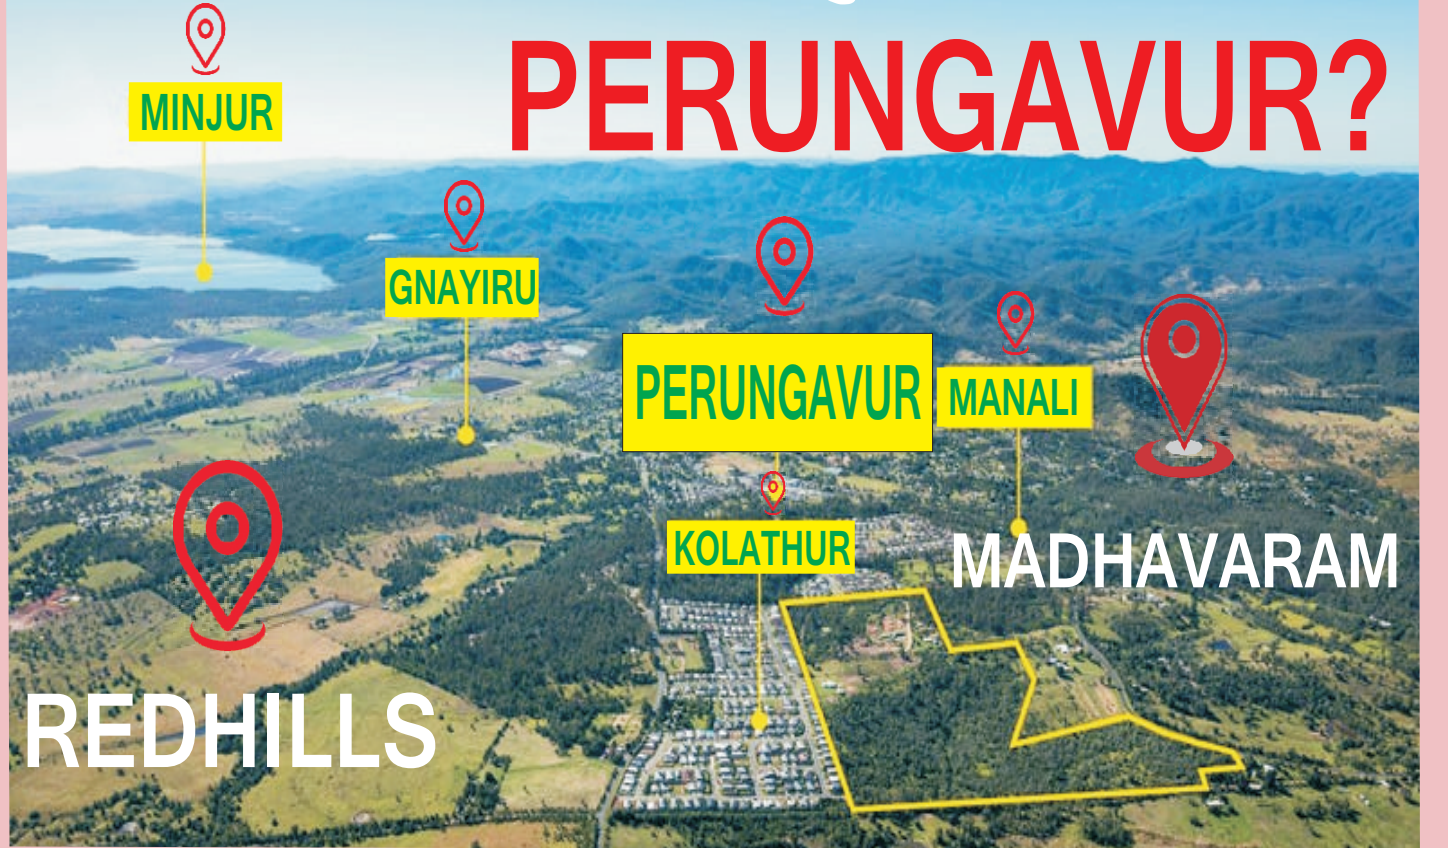 PERUNGAVUR?
MINJUR
GNAYIRU
PERUNGAVUR
MANALI
KOLATHUR
MADHAVARAM
REDHILLS